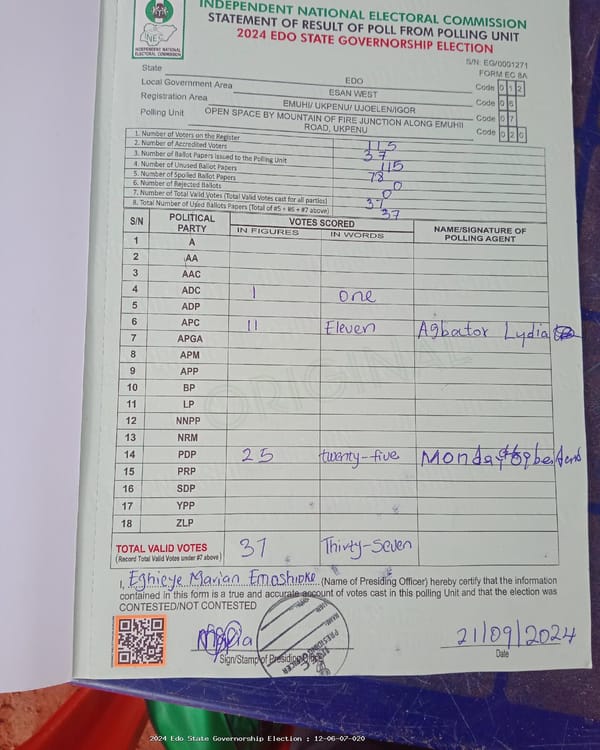 INDEPENDENT NATIONAL ELECTORAL COMMISSION
STATEMENT OF RESULT OF POLL FROM POLLING UNIT
2024 EDO STATE GOVERNORSHIP ELECTION
INEC
INDEPENDENT NATIONAL ELECTORAL COMMISSION
S/N: EG/0001271
FORM EC 8A
State EDO Code 0 1 2
Local Government Area ESAN WEST Code 0 6
Registration Area EMUHI/ UKPENU/ UJOELEN/IGOR Code 0 7
Polling Unit OPEN SPACE BY MOUNTAIN OF FIRE JUNCTION ALONG EMUHII ROAD, UKPENU Code 0 2 0
1. Number of Voters on the Register 115
2. Number of Accredited Voters 37
3. Number of Ballot Papers Issued to the Polling Unit 115
4. Number of Unused Ballot Papers 78
5. Number of Spoiled Ballot Papers 0
6. Number of Rejected Ballots 0
7. Number of Total Valid Votes (Total Valid Votes cast for all parties) 37
8. Total Number of Used Ballots Papers (Total of #5 + #6 + #7 above) 37
S/N POLITICAL PARTY VOTES SCORED NAME/SIGNATURE OF POLLING AGENT
IN FIGURES IN WORDS
1 A
2 AA
3 AAC
4 ADC 1 one
5 ADP
6 APC 11 Eleven Agbator Lydia
7 APGA
8 APM
9 APP
10 BP
11 LP
12 NNPP
13 NRM
14 PDP 25 twenty-five Monday
15 PRP
16 SDP
17 YPP
18 ZLP
ORIGINAL
TOTAL VALID VOTES 37 Thirty-Seven
(Record Total Valid Votes under #7 above)
I, Eghieye Marian Emoshioke (Name of Presiding Officer) hereby certify that the information
contained in this form is a true and accurate account of votes cast in this polling Unit and that the election was
CONTESTED/NOT CONTESTED
21/09/2024
Sign/Stamp of Presiding Officer Date
2024 Edo State Governorship Election : 12-06-07-020